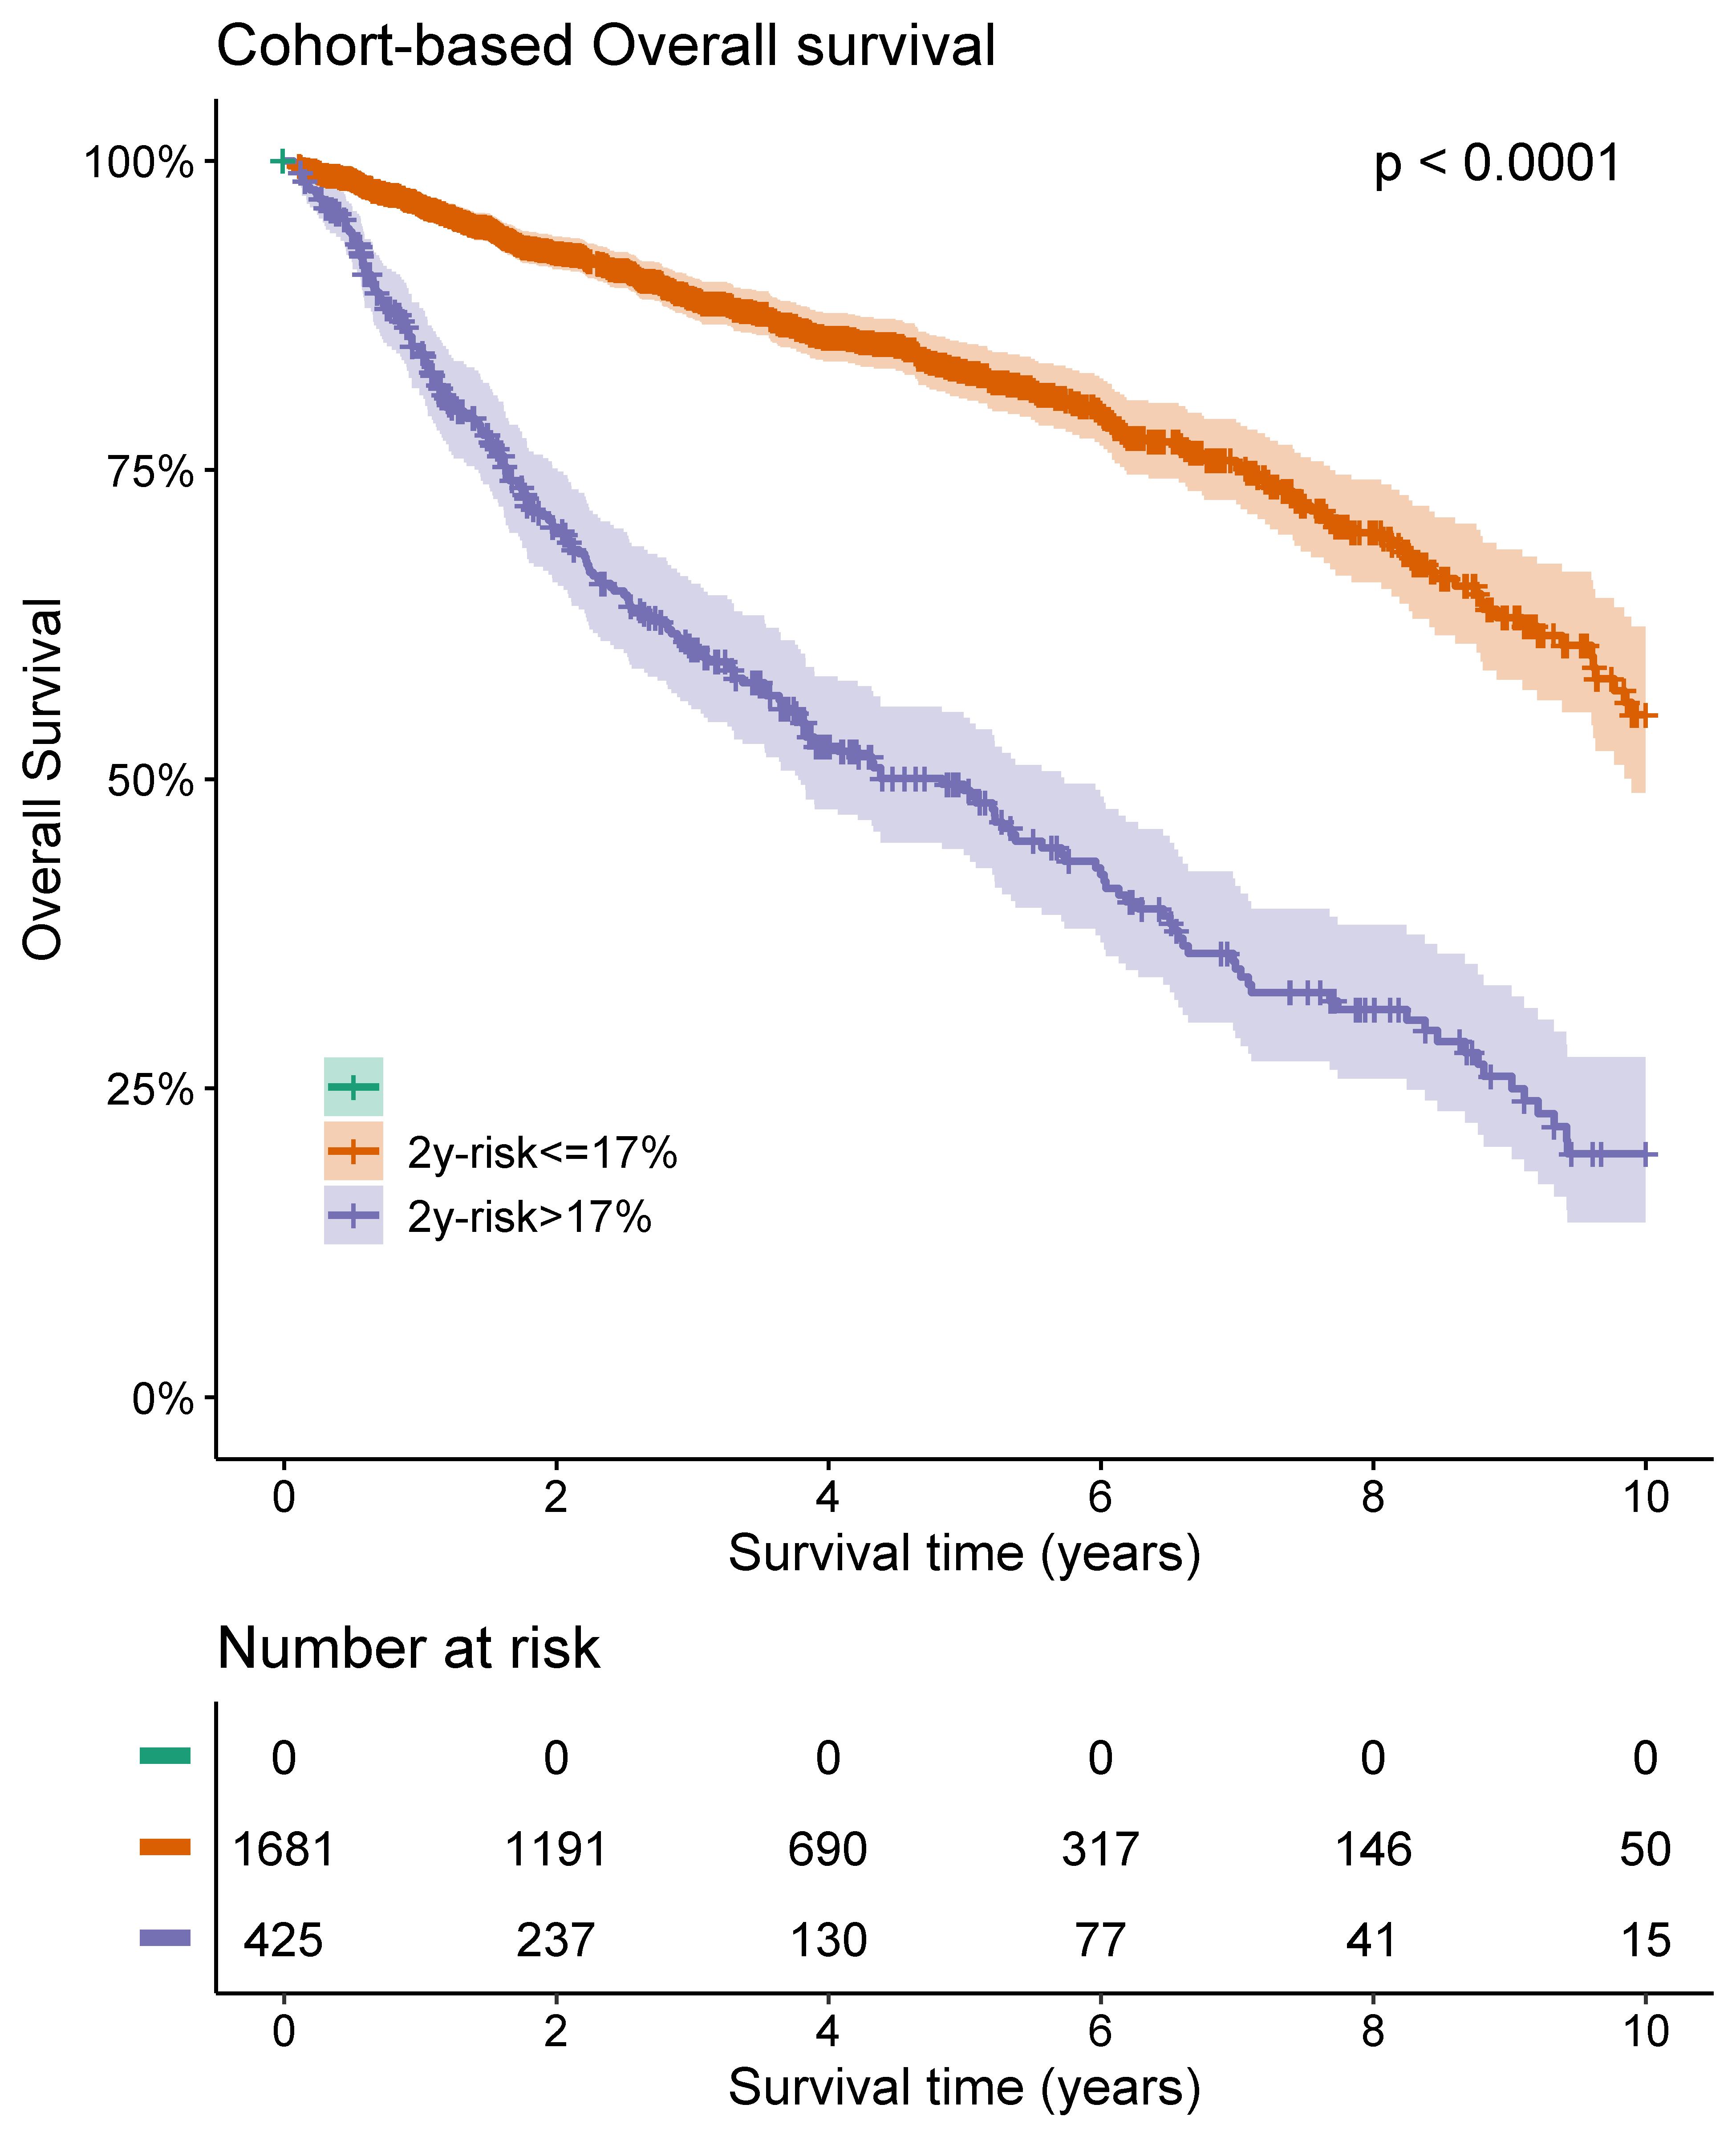 Cohort-based Overall survival
p < 0.0001
100%
75%
50%
25%
0%
Overall Survival
2y-risk<=17%
2y-risk>17%
0 2 4 6 8 10
Survival time (years)
Number at risk
0 0 0 0 0 0
1681 1191 690 317 146 50
425 237 130 77 41 15
0 2 4 6 8 10
Survival time (years)